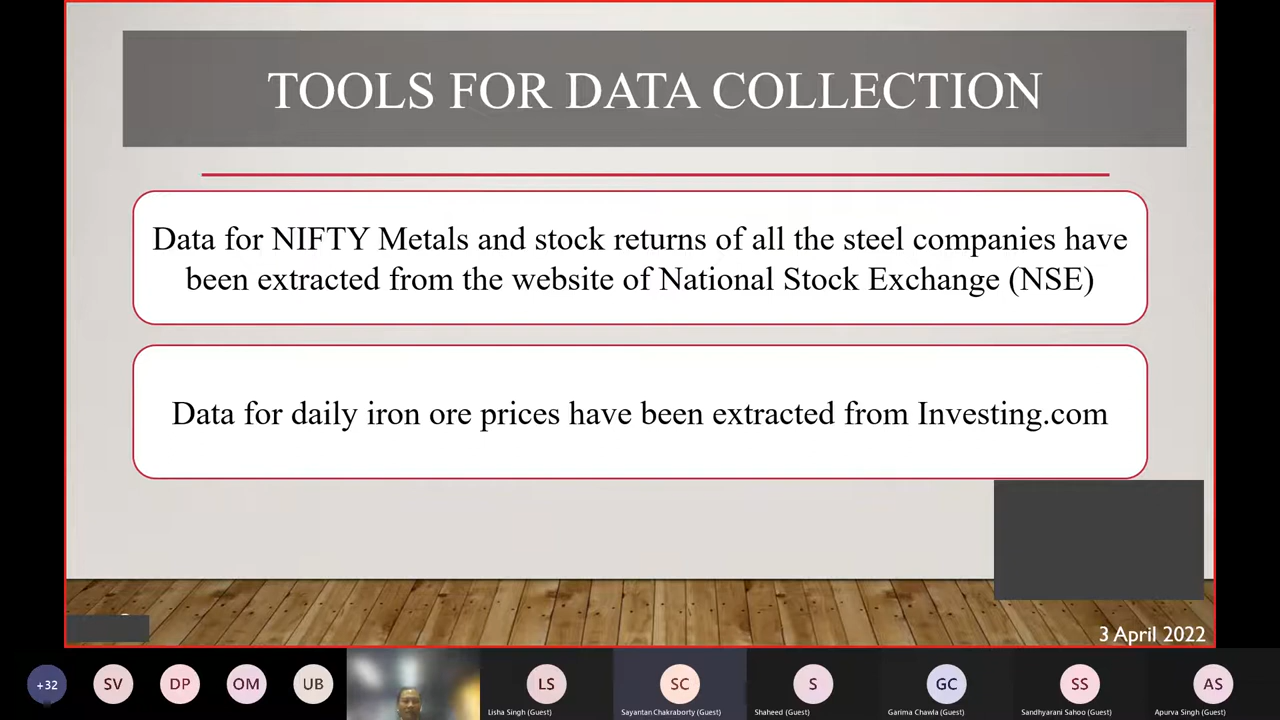 TOOLS FOR DATA COLLECTION
Data for NIFTY Metals and stock returns of all the steel companies have
been extracted from the website of National Stock Exchange (NSE)
Data for daily iron ore prices have been extracted from Investing.com
3 April 2022
+32
SV
DP
OM
UB
LS
SC
S
GC
SS
AS
Lisha Singh (Guest)
Sayantan Chakraborty (Guest)
Shaheed (Guest)
Garima Chawla (Guest)
Sandhyarani Sahoo (Guest)
Apurva Singh (Guest)